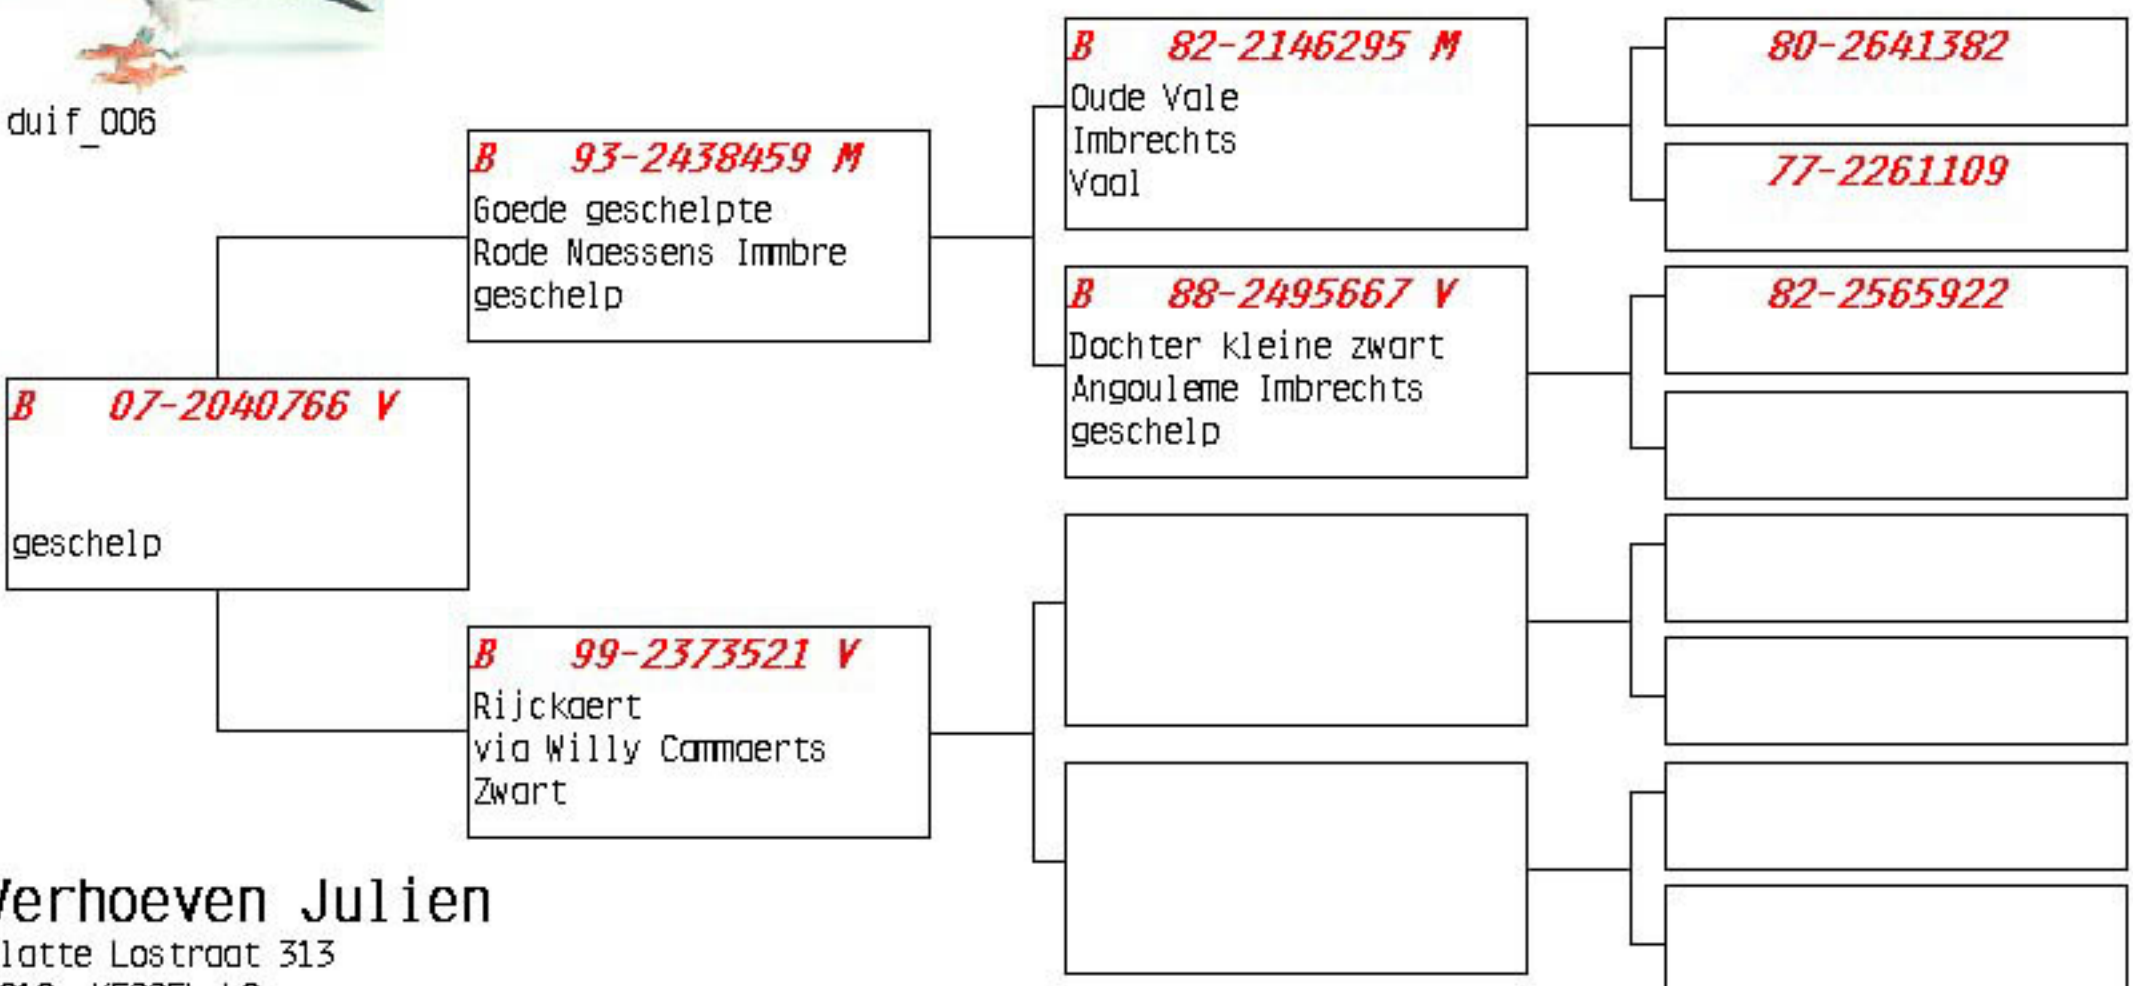 duif_006
B 07-2040766 V
geschelp
B 93-2438459 M
Goede geschelpte
Rode Naessens Immbre
geschelp
B 99-2373521 V
Rijckaert
via Willy Cammaerts
Zwart
B 82-2146295 M
Oude Vale
Imbrechts
Vaal
B 88-2495667 V
Dochter kleine zwart
Angouleme Imbrechts
geschelp
80-2641382
77-2261109
82-2565922
Verhoeven Julien
latte Lostraat 313